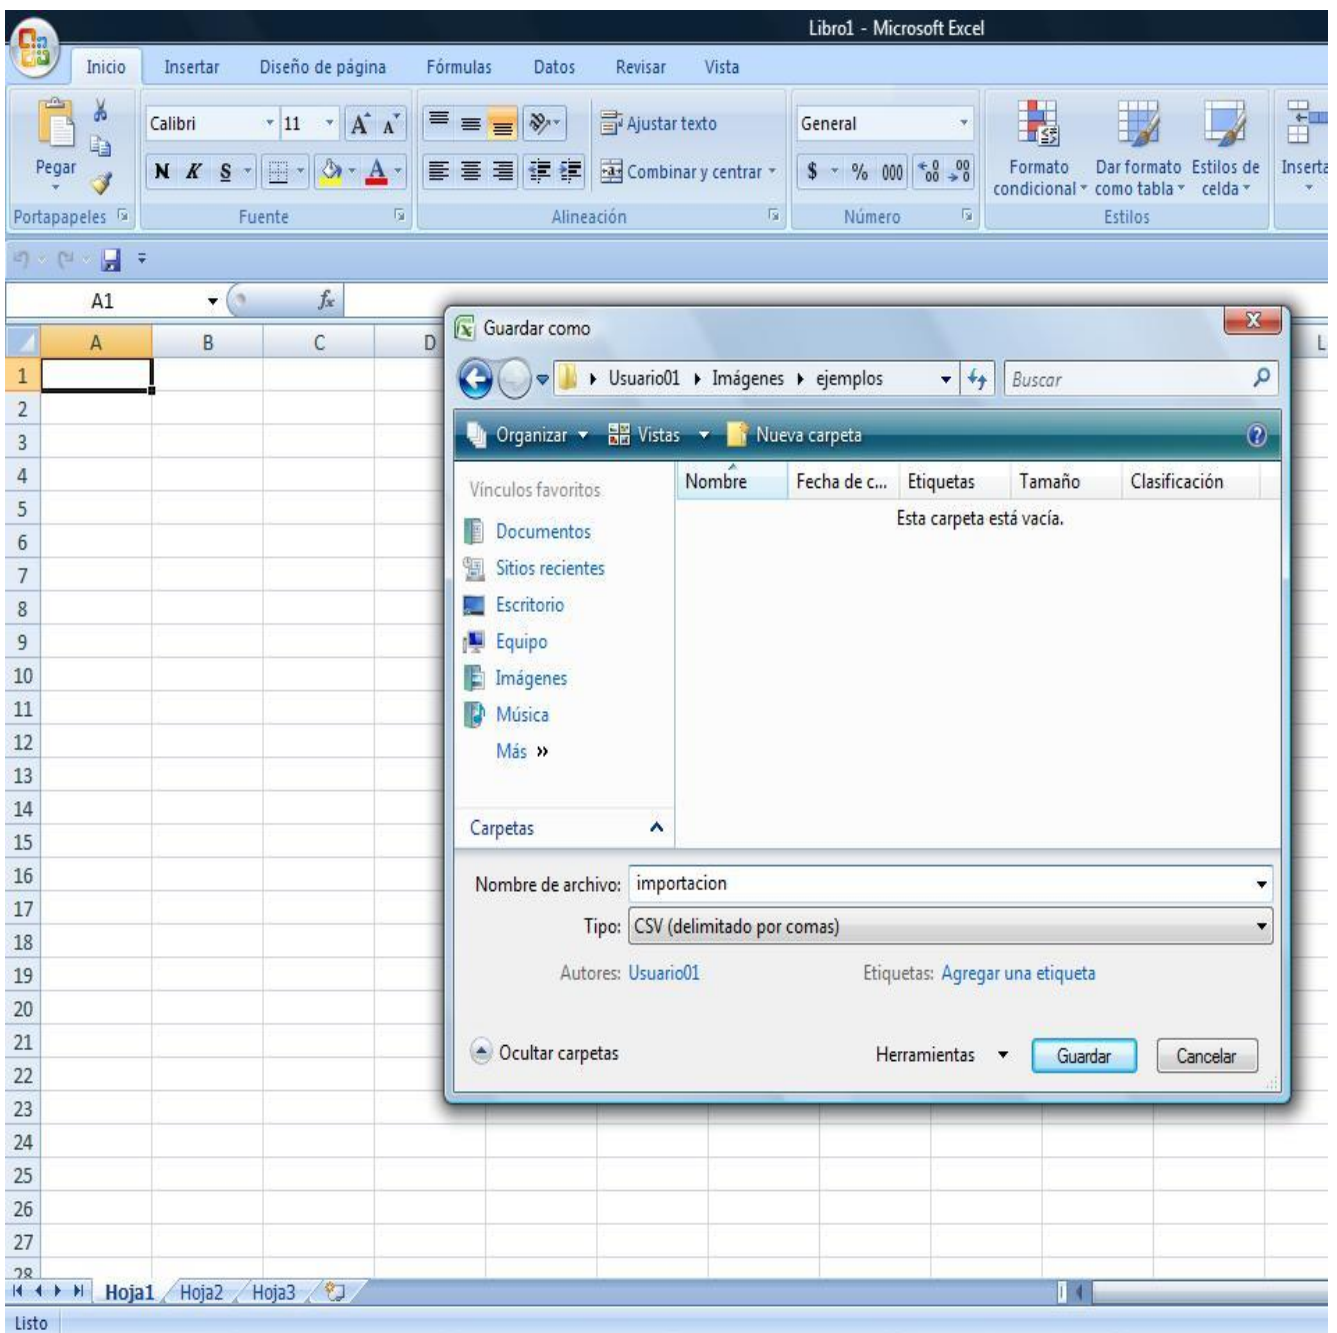 Libro1 - Microsoft Excel
Inicio Insertar Diseño de página Fórmulas Datos Revisar Vista
Calibri 11 A A Ajustar texto General
Pegar N K S A Combinar y centrar $ % 000 Formato condicional Dar formato como tabla Estilos de celda
Portapapeles Fuente Alineación Número Estilos
A1 fx
A B C D L
Guardar como
Usuario01 Imágenes ejemplos Buscar
Organizar Vistas Nueva carpeta
Vínculos favoritos
Nombre Fecha de c... Etiquetas Tamaño Clasificación
Esta carpeta está vacía.
Documentos
Sitios recientes
Escritorio
Equipo
Imágenes
Música
Más »
Carpetas
Nombre de archivo: importacion
Tipo: CSV (delimitado por comas)
Autores: Usuario01 Etiquetas: Agregar una etiqueta
Ocultar carpetas Herramientas Guardar Cancelar
1
2
3
4
5
6
7
8
9
10
11
12
13
14
15
16
17
18
19
20
21
22
23
24
25
26
27
28
Hoja1 Hoja2 Hoja3
Listo